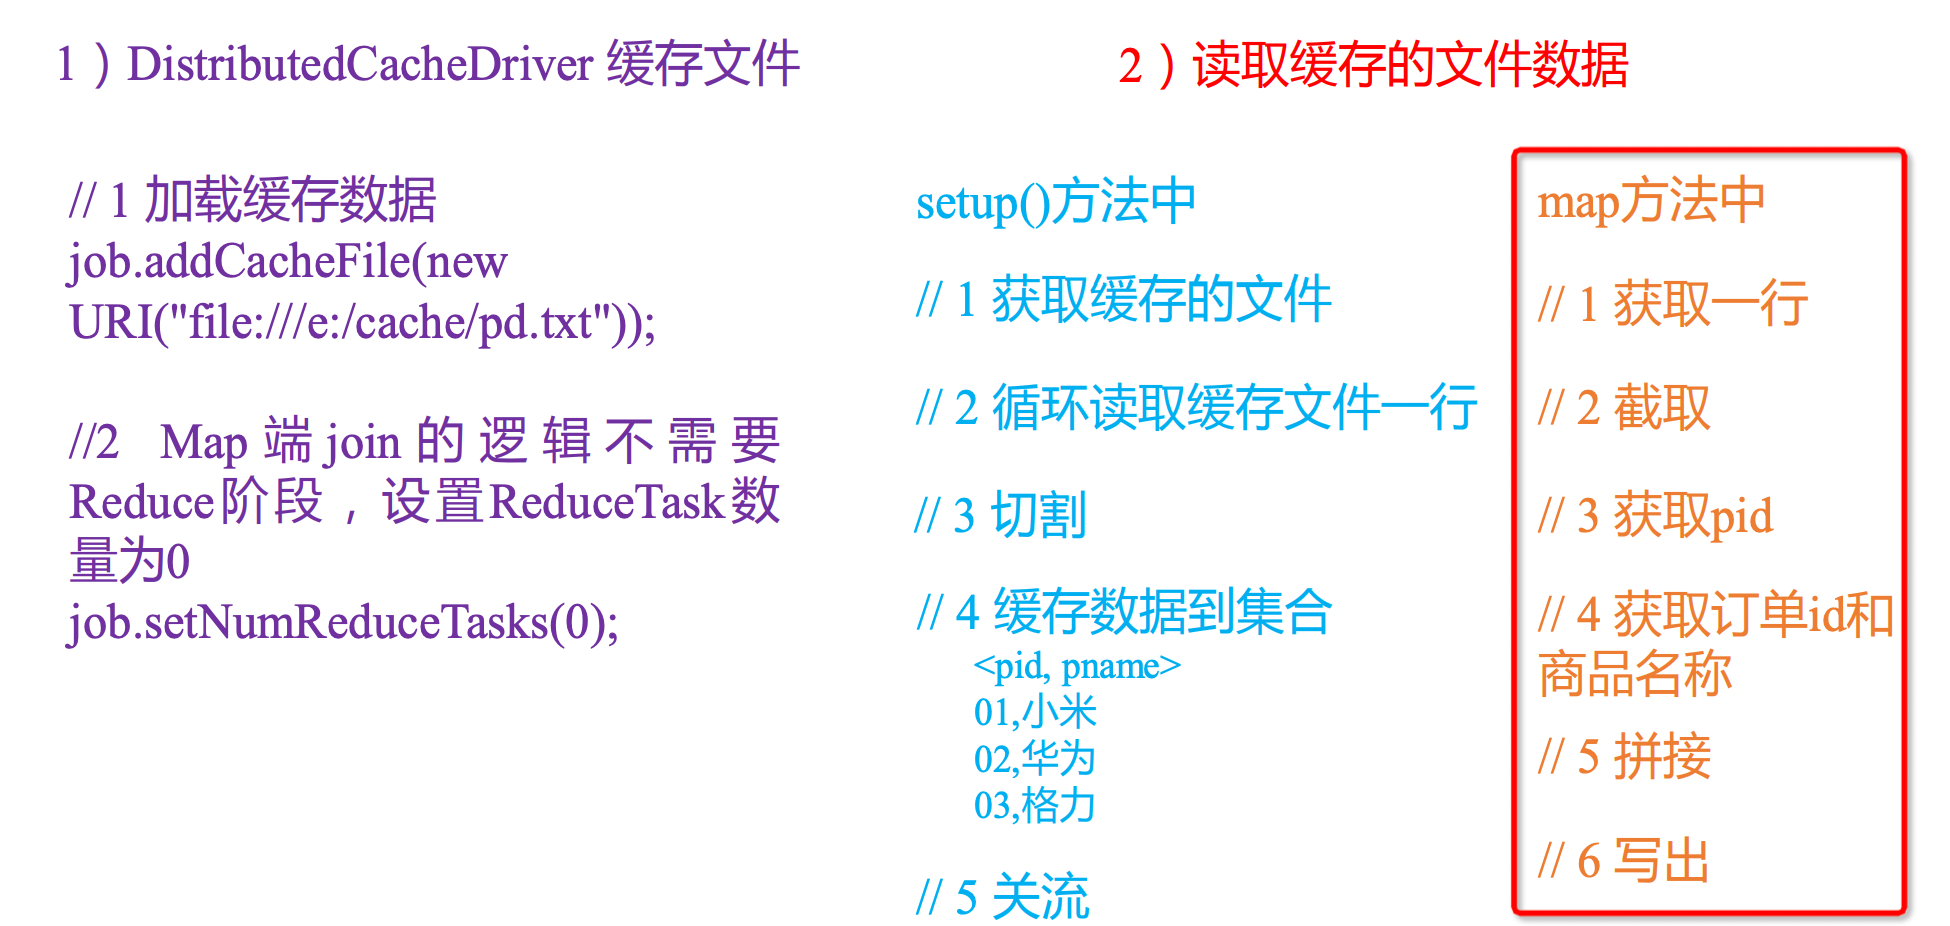 1）DistributedCacheDriver 缓存文件
// 1 加载缓存数据
job.addCacheFile(new
URI("file:///e:/cache/pd.txt"));
//2 Map 端 join 的 逻 辑 不 需 要
Reduce阶段，设置ReduceTask数
量为0
job.setNumReduceTasks(0);
2）读取缓存的文件数据
setup()方法中
// 1 获取缓存的文件
// 2 循环读取缓存文件一行
// 3 切割
// 4 缓存数据到集合
<pid, pname>
01,小米
02,华为
03,格力
// 5 关流
map方法中
// 1 获取一行
// 2 截取
// 3 获取pid
// 4 获取订单id和
商品名称
// 5 拼接
// 6 写出